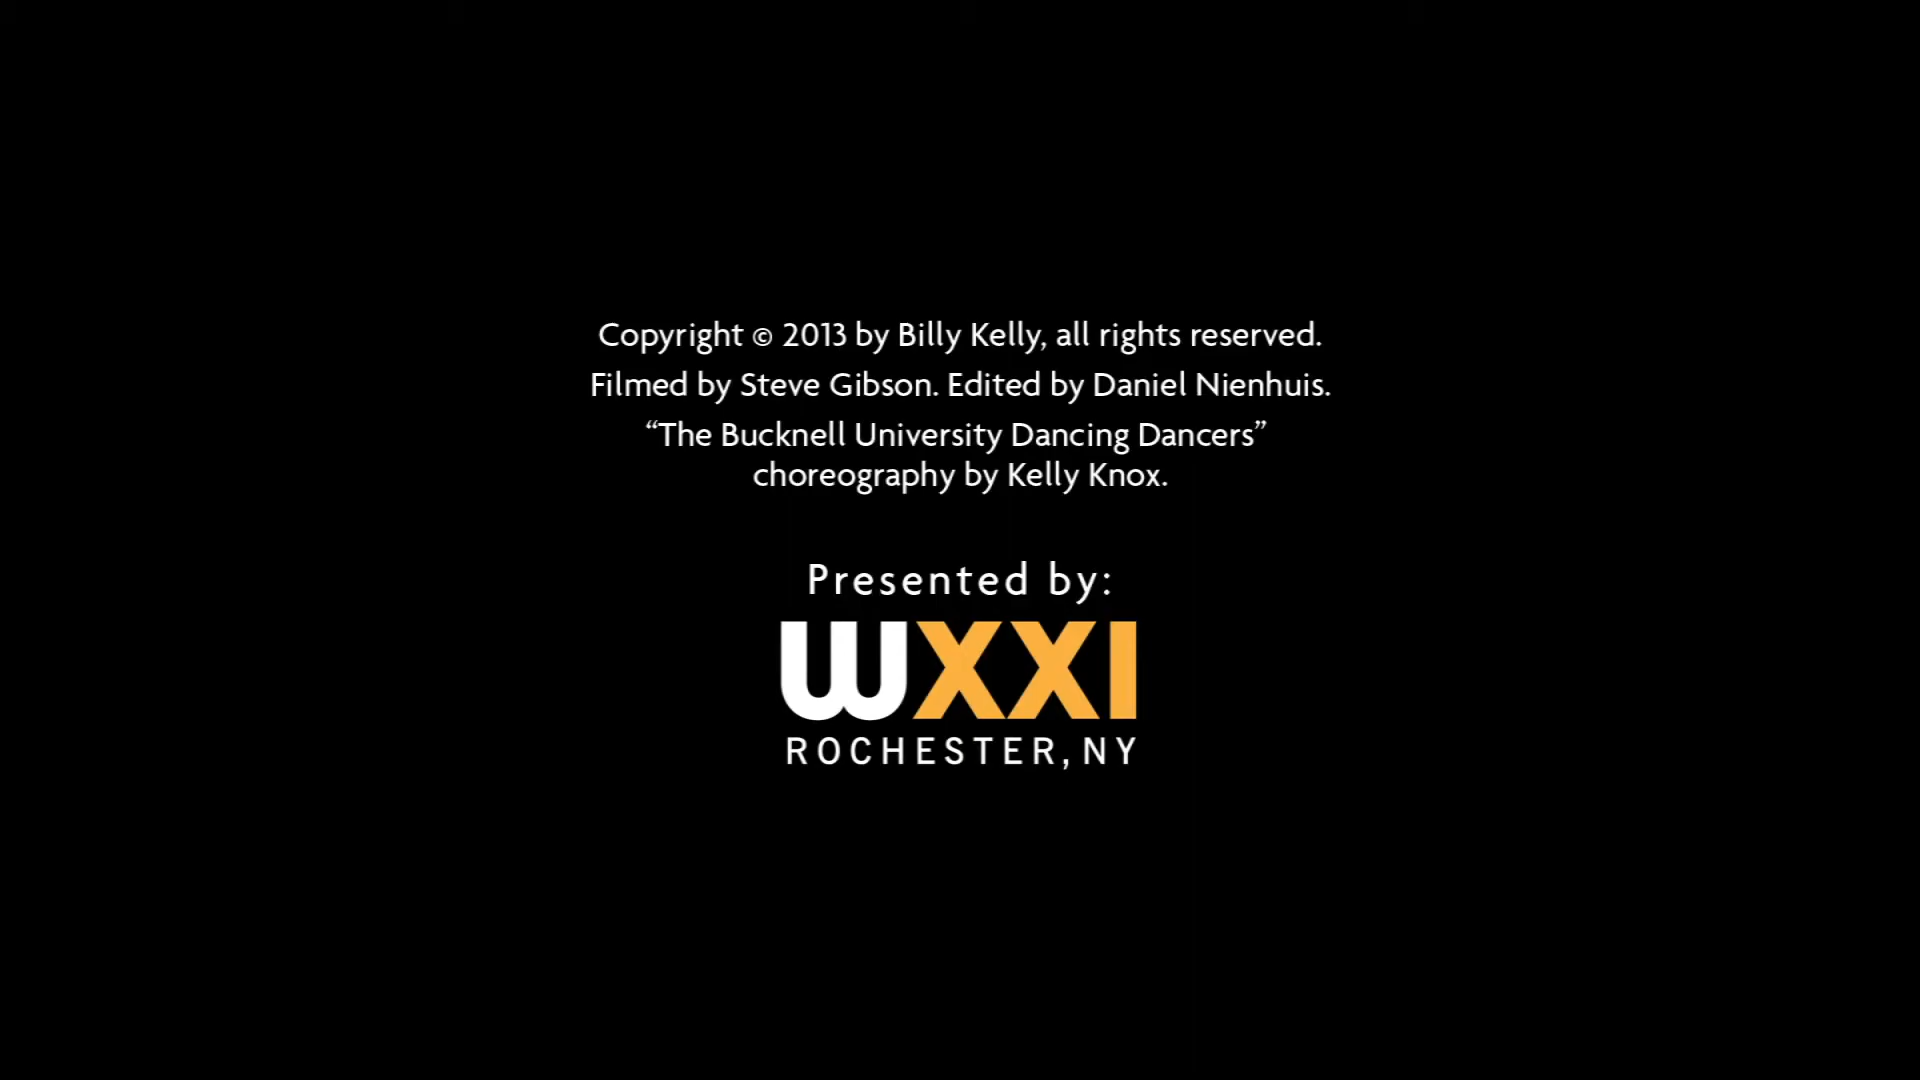 Copyright © 2013 by Billy Kelly, all rights reserved.
Filmed by Steve Gibson. Edited by Daniel Nienhuis.
“The Bucknell University Dancing Dancers”
choreography by Kelly Knox.
Presented by:
WXXI
ROCHESTER, NY